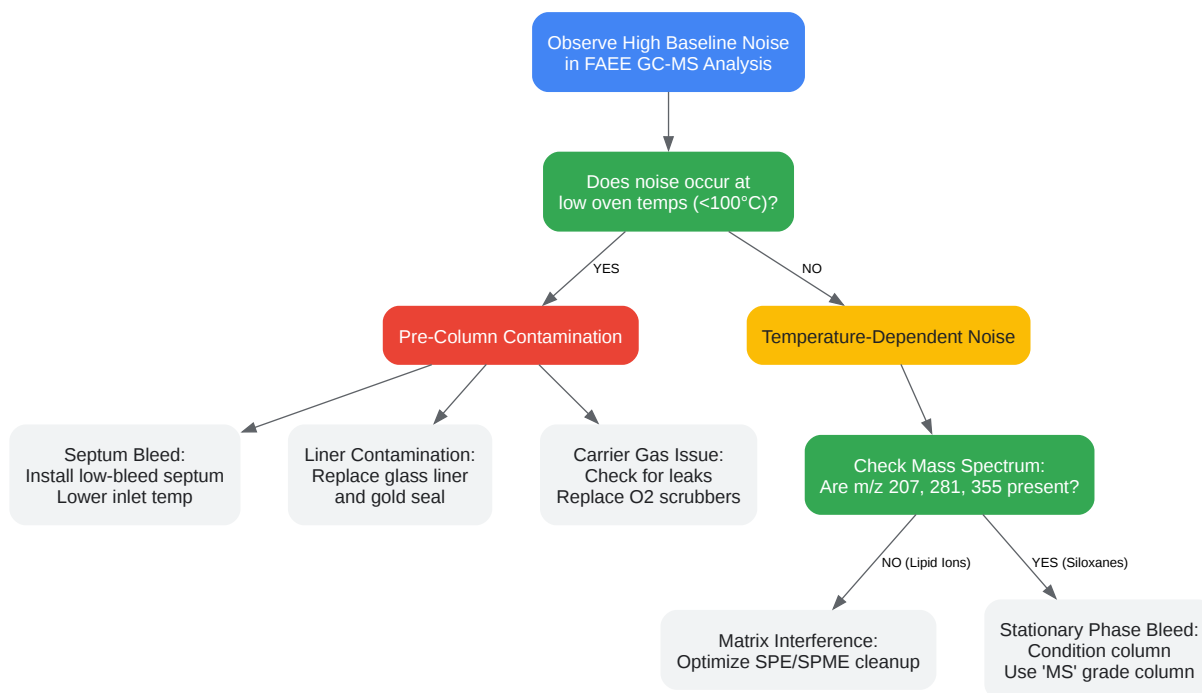 Observe High Baseline Noise
in FAEE GC-MS Analysis
Does noise occur at
low oven temps (<100°C)?
YES
NO
Pre-Column Contamination
Temperature-Dependent Noise
Septum Bleed:
Install low-bleed septum
Lower inlet temp
Liner Contamination:
Replace glass liner
and gold seal
Carrier Gas Issue:
Check for leaks
Replace O2 scrubbers
Check Mass Spectrum:
Are m/z 207, 281, 355 present?
NO (Lipid Ions)
YES (Siloxanes)
Matrix Interference:
Optimize SPE/SPME cleanup
Stationary Phase Bleed:
Condition column
Use 'MS' grade column